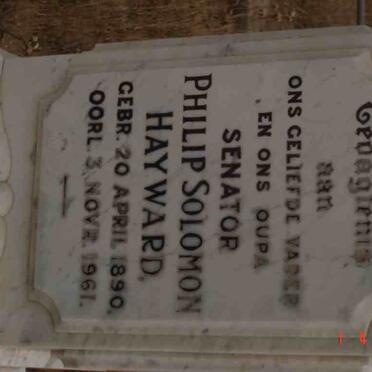 aan
ONS GELIEFDE VADER
EN ONS OUPA
SENATOR
PHILIP SOLOMON
HAYWARD,
GEBR. 20 APRIL 1890,
OORL. 3 NOVR. 1961.